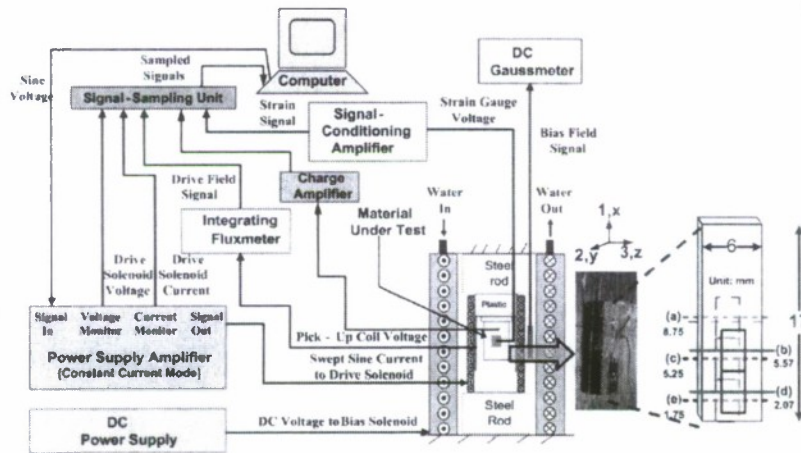 Sine
Voltage
Sampled
Signals
Computer
DC
Gaussmeter
Signal-Sampling Unit
Strain
Signal
Signal-
Conditioning
Amplifier
Strain Gauge
Voltage
Bias Field
Signal
Drive Field
Signal
Charge
Amplifier
Integrating
Fluxmeter
Material
Under Test
Water
In
Water
Out
1,x
2,y
3,z
6
Unit: mm
Steel
rod
Plastic
Drive
Solenoid
Voltage
Drive
Solenoid
Current
Signal
In
Voltage
Monitor
Current
Monitor
Signal
Out
Power Supply Amplifier
(Constant Current Mode)
Pick - Up Coil Voltage
Swept Sine Current
to Drive Solenoid
Steel
Rod
DC
Power Supply
DC Voltage to Bias Solenoid
(a)
8.75
(b)
5.57
(c)
5.25
(d)
2.07
(e)
1.75